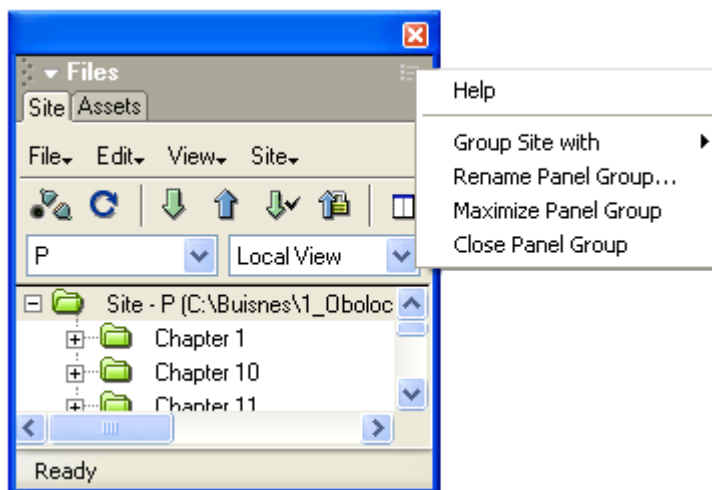 Files
Site Assets
File Edit View Site
P Local View
Site - P (C:\Buisnes\1_Oboloc
Chapter 1
Chapter 10
Chapter 11
Ready
Help
Group Site with
Rename Panel Group...
Maximize Panel Group
Close Panel Group